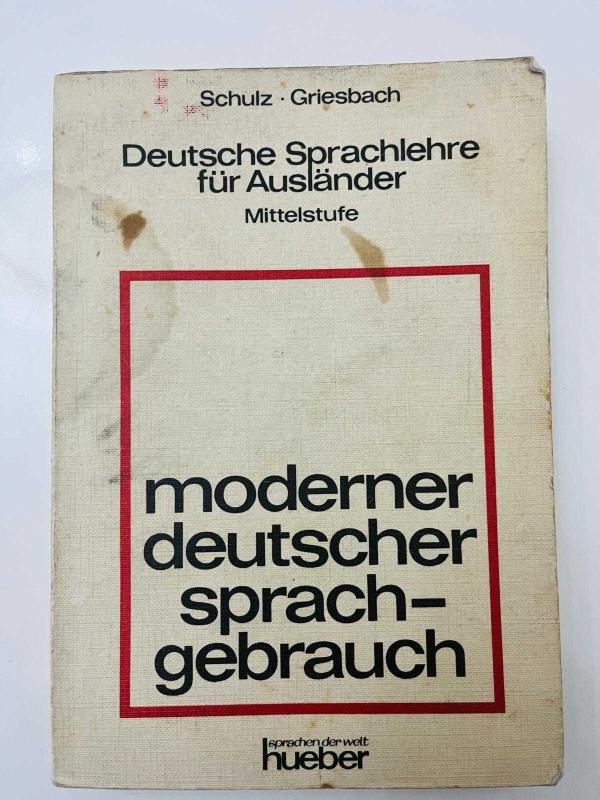 Schulz · Griesbach
Deutsche Sprachlehre
für Ausländer
Mittelstufe
moderner
deutscher
sprach-
gebrauch
sprachen der welt
hueber